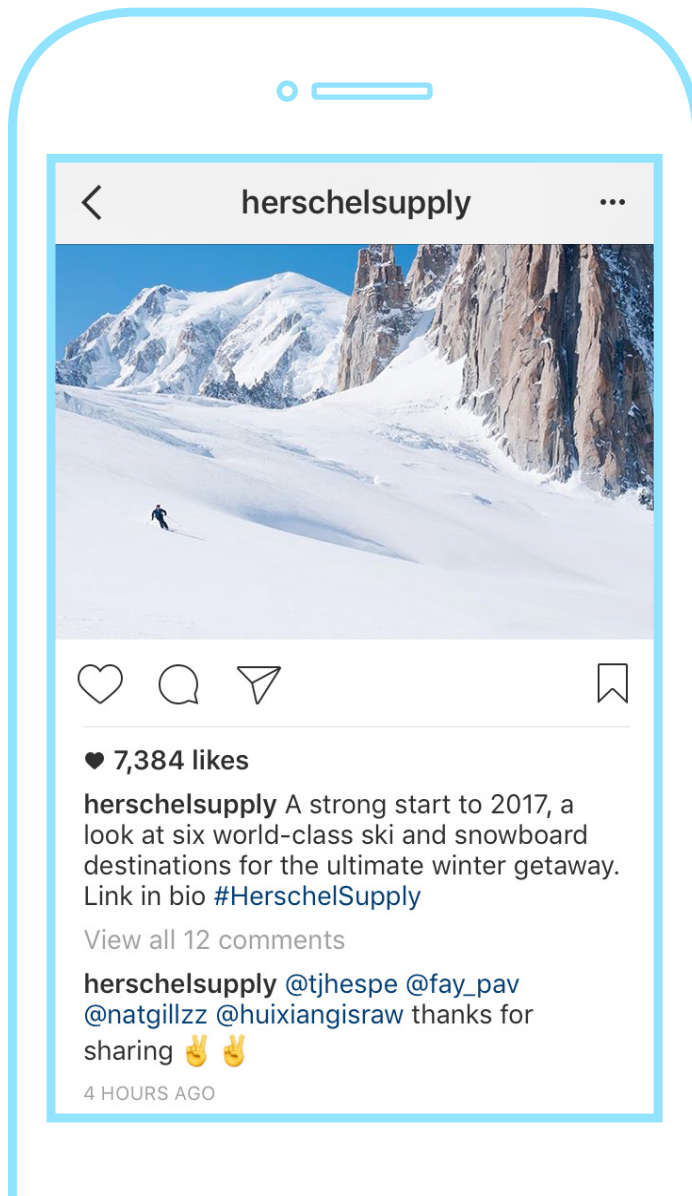 herschelsupply
7,384 likes
herschelsupply A strong start to 2017, a
look at six world-class ski and snowboard
destinations for the ultimate winter getaway.
Link in bio #HerschelSupply
View all 12 comments
herschelsupply @tjhespe @fay_pav
@natgillzz @huixiangisraw thanks for
sharing ✌️ ✌️
4 HOURS AGO